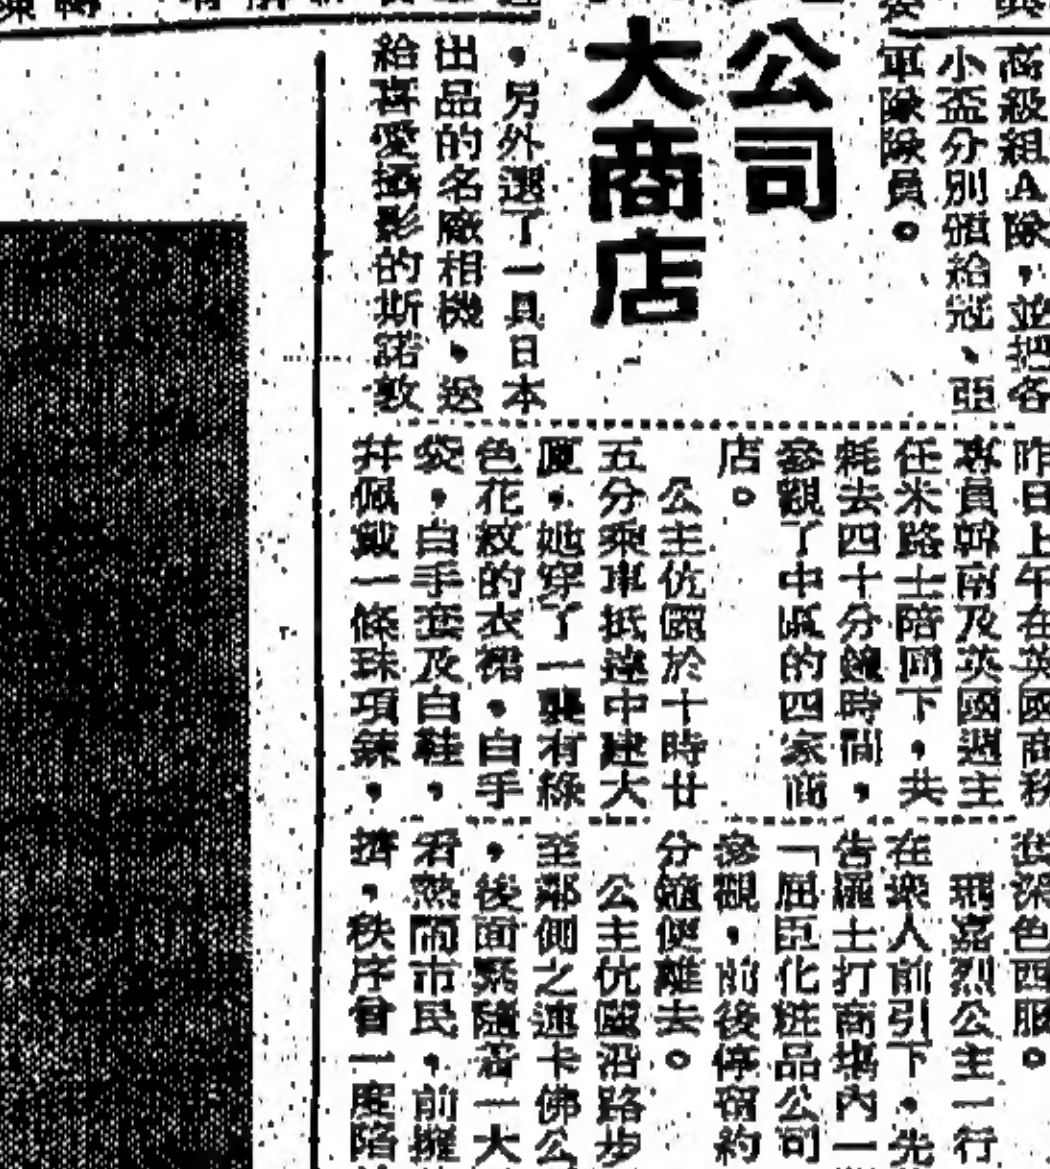 公司
大商店
高級組A隊，並把各
小盃分別頒給冠、亞
軍隊隊員。
，另外選了一具日本
出品的名廠相機，送
給喜愛攝影的斯諾敦
昨日上午在英國商務
專員韓南及英國週主
任米路士陪同下，共
耗去四十分鐘時間，
參觀了中區的四家商
店。
公主伉儷於十時廿
五分乘車抵達中建大
廈，她穿了一襲有綠
色花紋的衣裙，白手
袋，白手套及白鞋，
并佩戴一條珠項鍊，
深色西服。
瑪嘉烈公主一行
在衆人前引下，先
告羅士打商場內一
「屈臣化粧品公司
參觀，前後停留約
分鐘便離去。
公主伉儷沿路步
至鄰側之連卡佛公
，後面緊隨着一大
看熱鬧市民，前擁
擠，秩序曾一度陷